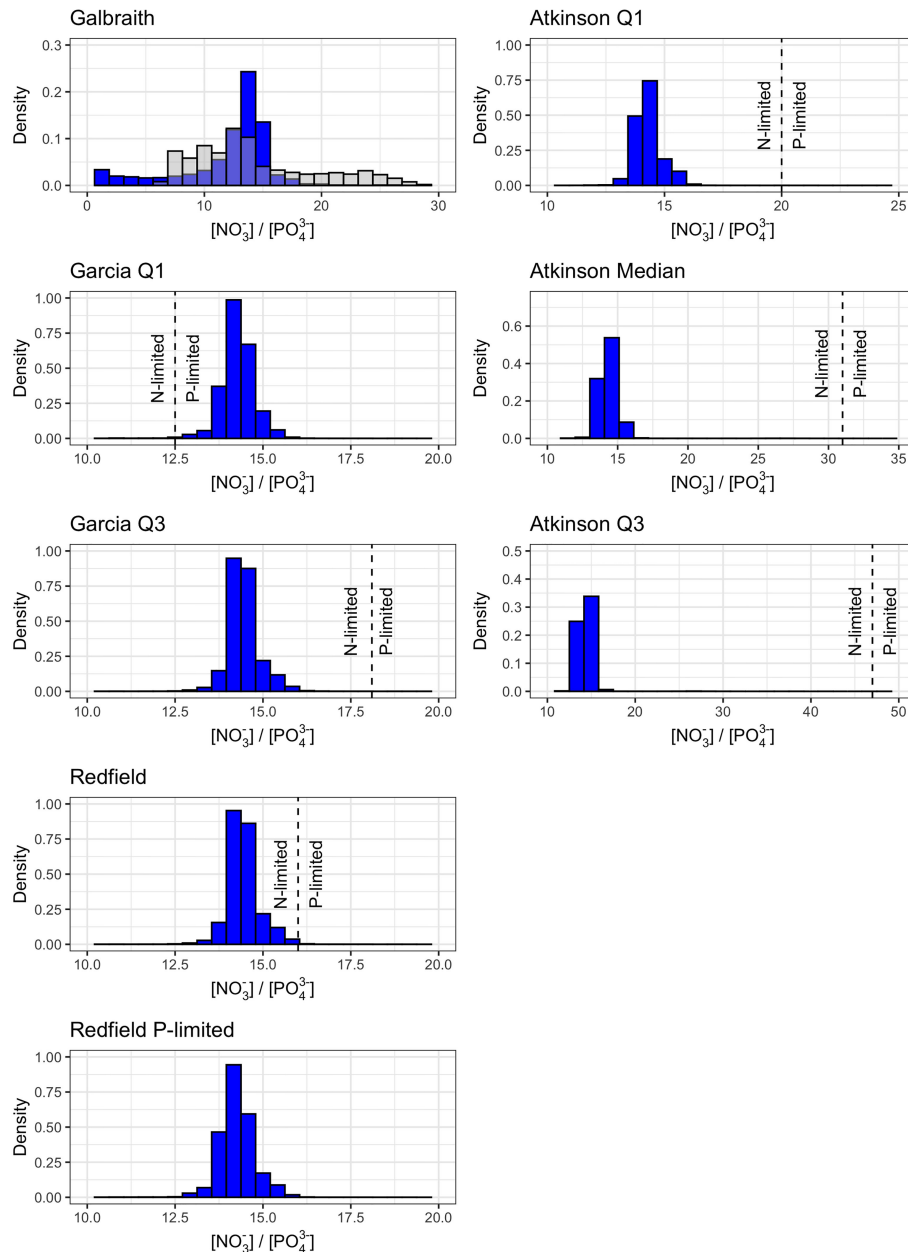 Galbraith
Density
0.3
0.2
0.1
0.0
0 10 20 30
[NO₃⁻] / [PO₄³⁻]
Atkinson Q1
Density
1.00
0.75
0.50
0.25
0.00
N-limited
P-limited
10 15 20 25
[NO₃⁻] / [PO₄³⁻]
Garcia Q1
Density
1.00
0.75
0.50
0.25
0.00
N-limited
P-limited
10.0 12.5 15.0 17.5 20.0
[NO₃⁻] / [PO₄³⁻]
Atkinson Median
Density
0.6
0.4
0.2
0.0
N-limited
P-limited
10 15 20 25 30 35
[NO₃⁻] / [PO₄³⁻]
Garcia Q3
Density
1.00
0.75
0.50
0.25
0.00
N-limited
P-limited
10.0 12.5 15.0 17.5 20.0
[NO₃⁻] / [PO₄³⁻]
Atkinson Q3
Density
0.5
0.4
0.3
0.2
0.1
0.0
N-limited
P-limited
10 20 30 40 50
[NO₃⁻] / [PO₄³⁻]
Redfield
Density
1.00
0.75
0.50
0.25
0.00
N-limited
P-limited
10.0 12.5 15.0 17.5 20.0
[NO₃⁻] / [PO₄³⁻]
Redfield P-limited
Density
1.00
0.75
0.50
0.25
0.00
10.0 12.5 15.0 17.5 20.0
[NO₃⁻] / [PO₄³⁻]